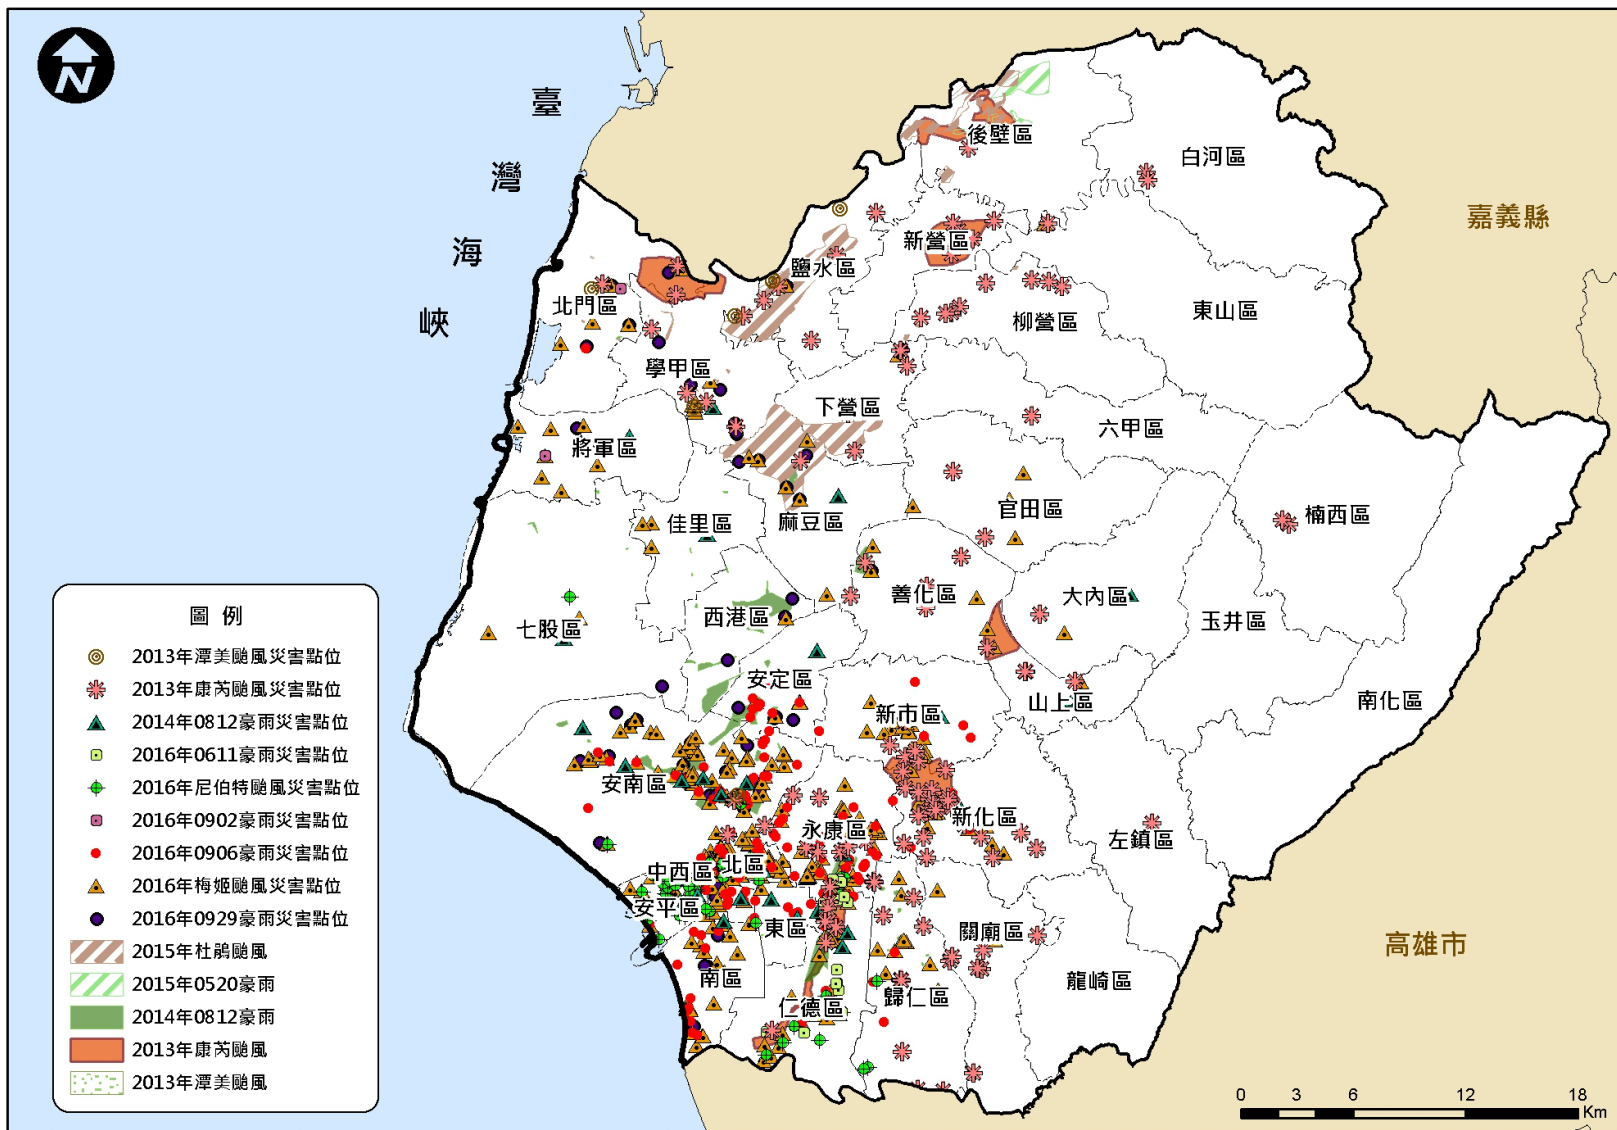 N
臺
灣
海
峽
後壁區
白河區
嘉義縣
新營區
鹽水區
北門區
柳營區
東山區
學甲區
下營區
六甲區
將軍區
官田區
楠西區
佳里區
麻豆區
善化區
大內區
玉井區
西港區
七股區
安定區
山上區
南化區
新市區
安南區
新化區
永康區
左鎮區
中西區
北區
安平區
東區
關廟區
高雄市
南區
歸仁區
龍崎區
仁德區
圖 例
2013年潭美颱風災害點位
2013年康芮颱風災害點位
2014年0812豪雨災害點位
2016年0611豪雨災害點位
2016年尼伯特颱風災害點位
2016年0902豪雨災害點位
2016年0906豪雨災害點位
2016年梅姬颱風災害點位
2016年0929豪雨災害點位
2015年杜鵑颱風
2015年0520豪雨
2014年0812豪雨
2013年康芮颱風
2013年潭美颱風
0 3 6 12 18
Km